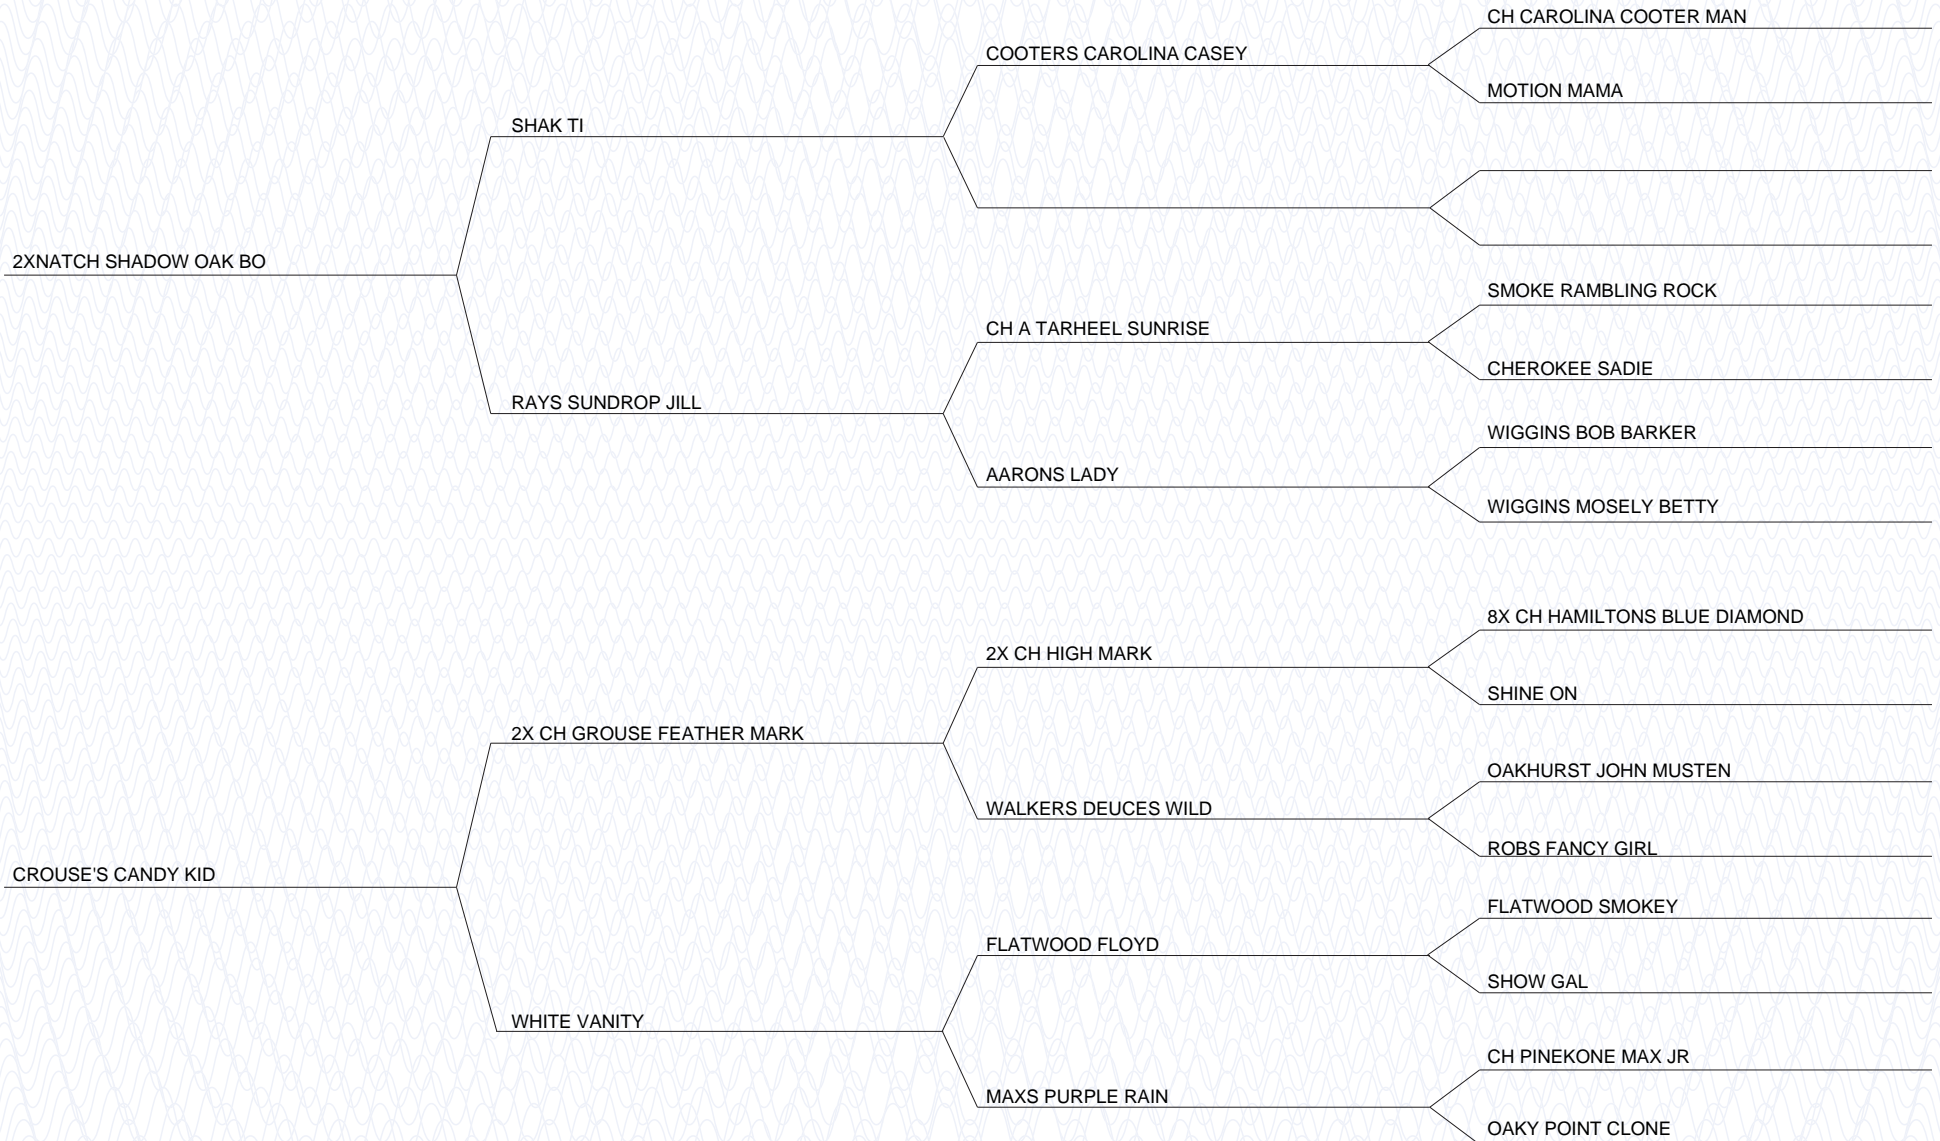 CH CAROLINA COOTER MAN
COOTERS CAROLINA CASEY
MOTION MAMA
SHAK TI
2XNATCH SHADOW OAK BO
SMOKE RAMBLING ROCK
CH A TARHEEL SUNRISE
CHEROKEE SADIE
RAYS SUNDROP JILL
WIGGINS BOB BARKER
AARONS LADY
WIGGINS MOSELY BETTY
8X CH HAMILTONS BLUE DIAMOND
2X CH HIGH MARK
SHINE ON
2X CH GROUSE FEATHER MARK
OAKHURST JOHN MUSTEN
WALKERS DEUCES WILD
ROBS FANCY GIRL
CROUSE'S CANDY KID
FLATWOOD SMOKEY
FLATWOOD FLOYD
SHOW GAL
WHITE VANITY
CH PINEKONE MAX JR
MAXS PURPLE RAIN
OAKY POINT CLONE